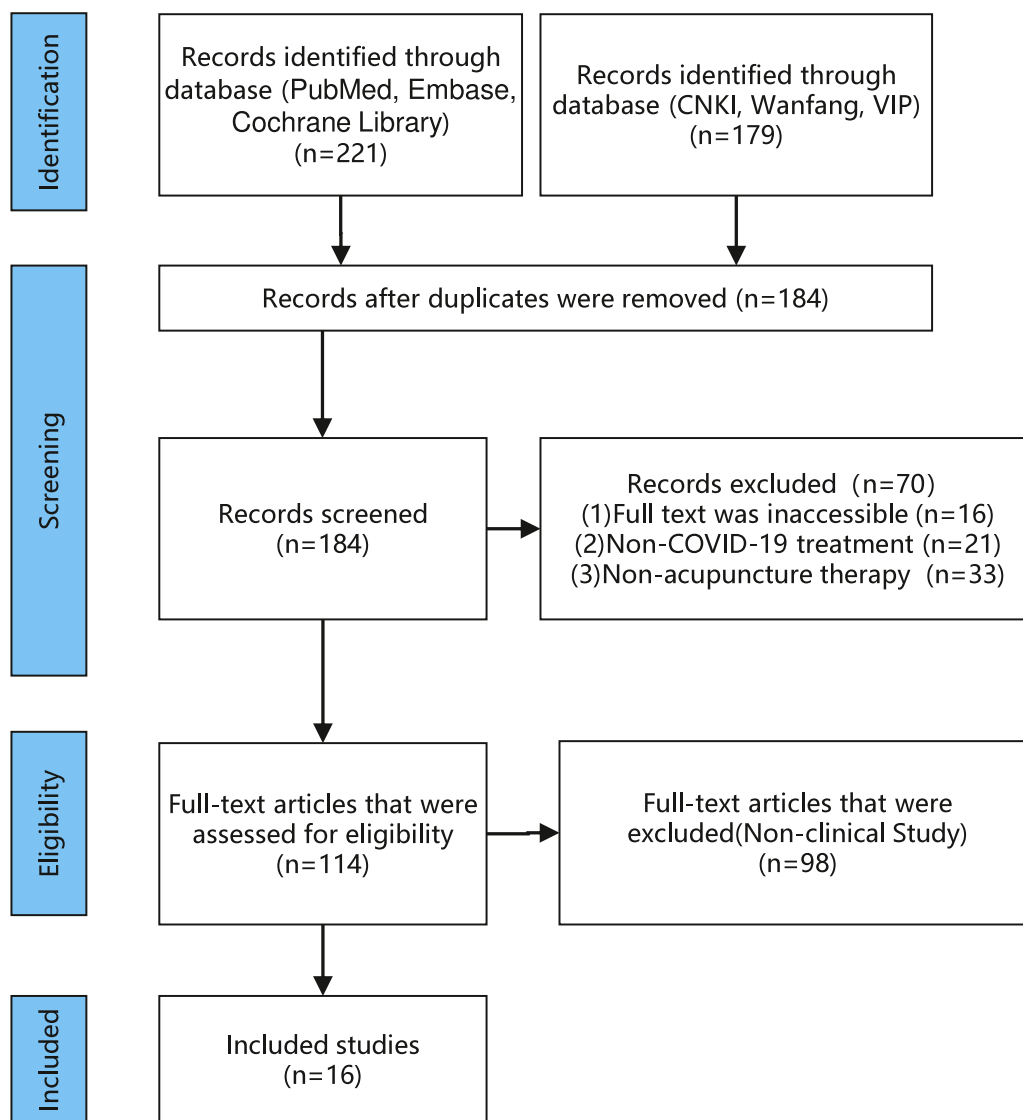 Identification
Records identified through
database (PubMed, Embase,
Cochrane Library)
(n=221)
Records identified through
database (CNKI, Wanfang, VIP)
(n=179)
Screening
Records after duplicates were removed (n=184)
Records screened
(n=184)
Records excluded (n=70)
(1)Full text was inaccessible (n=16)
(2)Non-COVID-19 treatment (n=21)
(3)Non-acupuncture therapy (n=33)
Eligibility
Full-text articles that were
assessed for eligibility
(n=114)
Full-text articles that were
excluded(Non-clinical Study)
(n=98)
Included
Included studies
(n=16)